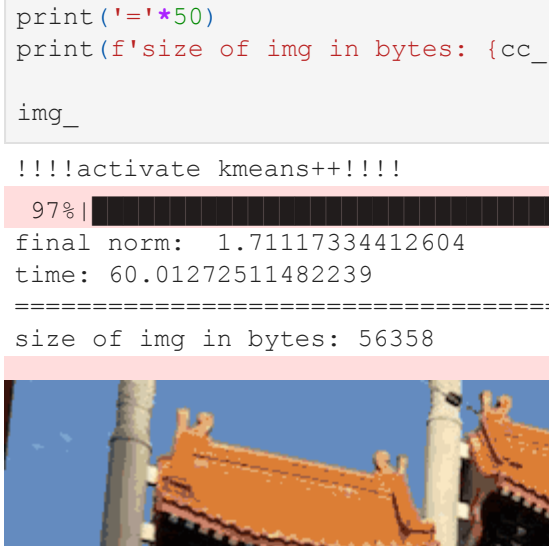 print('='*50)
print(f'size of img in bytes: {cc_
img_
!!!!activate kmeans++!!!!
97%|
final norm:  1.71117334412604
time: 60.01272511482239
==================================
size of img in bytes: 56358